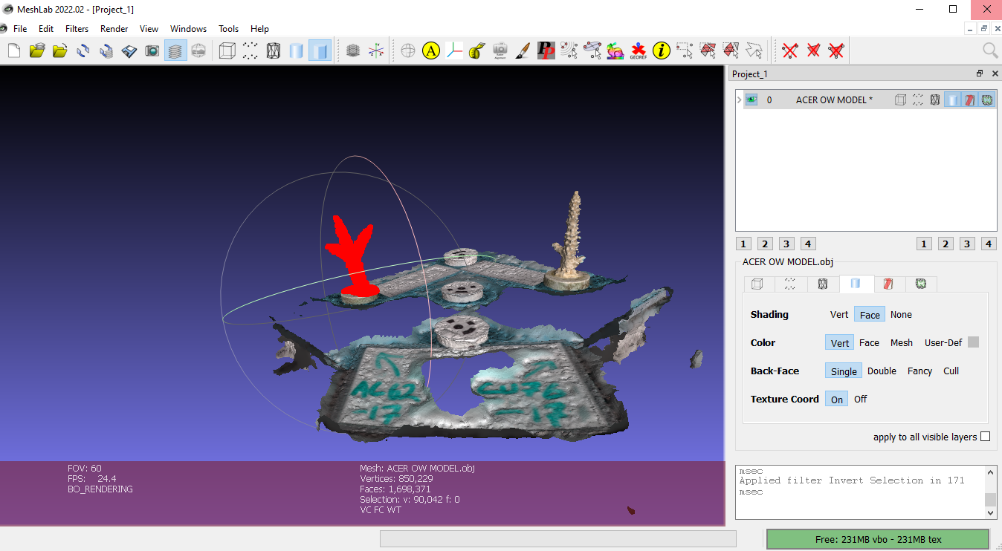 MeshLab 2022.02 - [Project_1]
File Edit Filters Render View Windows Tools Help
Project_1
0 ACER OW MODEL *
1 2 3 4 1 2 3 4
ACER OW MODEL.obj
Shading Vert Face None
Color Vert Face Mesh User-Def
Back-Face Single Double Fancy Cull
Texture Coord On Off
apply to all visible layers
msec
Applied filter Invert Selection in 171
msec
FOV: 60
FPS: 24.4
BO_RENDERING
Mesh: ACER OW MODEL.obj
Vertices: 850,229
Faces: 1,698,371
Selection: v: 90,042 f: 0
VC FC WT
Free: 231MB vbo - 231MB tex
-17
-17